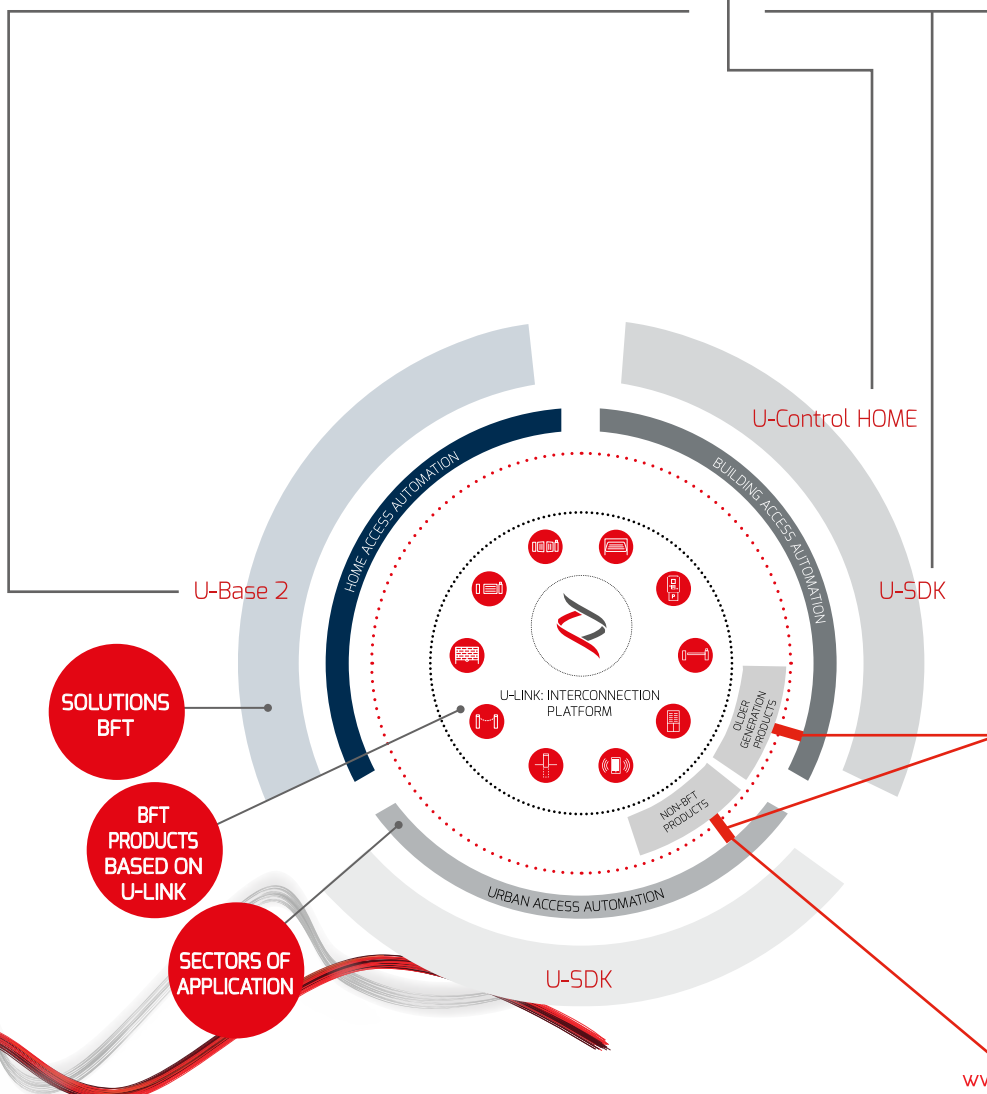 U-Control HOME
HOME ACCESS AUTOMATION
BUILDING ACCESS AUTOMATION
U-Base 2
U-SDK
P
SOLUTIONS
BFT
U-LINK: INTERCONNECTION
PLATFORM
OLDER
GENERATION
PRODUCTS
NON-BFT
PRODUCTS
BFT
PRODUCTS
BASED ON
U-LINK
URBAN ACCESS AUTOMATION
SECTORS OF
APPLICATION
U-SDK